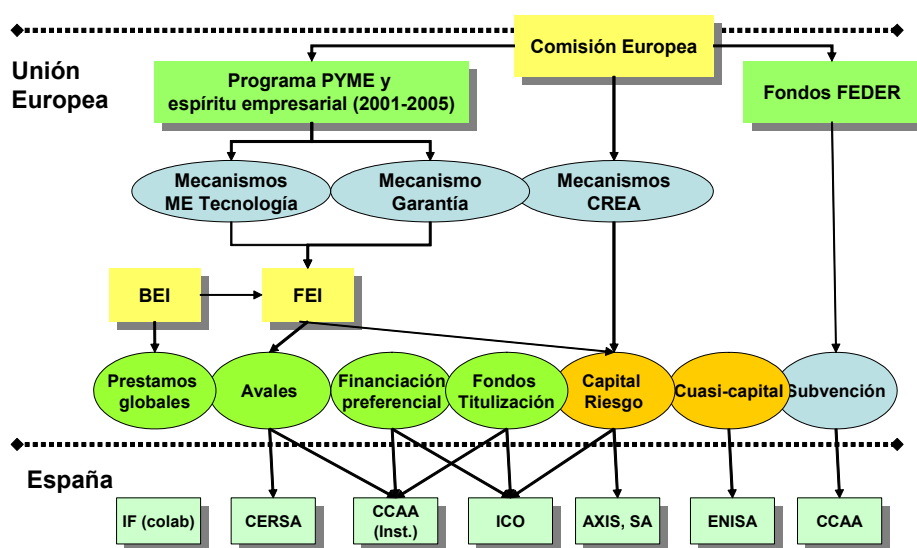 Comisión Europea
Unión
Europea
Programa PYME y
espíritu empresarial (2001-2005)
Fondos FEDER
Mecanismos
ME Tecnología
Mecanismo
Garantía
Mecanismos
CREA
BEI
FEI
Prestamos
globales
Avales
Financiación
preferencial
Fondos
Titulización
Capital
Riesgo
Cuasi-capital
Subvención
España
IF (colab)
CERSA
CCAA
(Inst.)
ICO
AXIS, SA
ENISA
CCAA